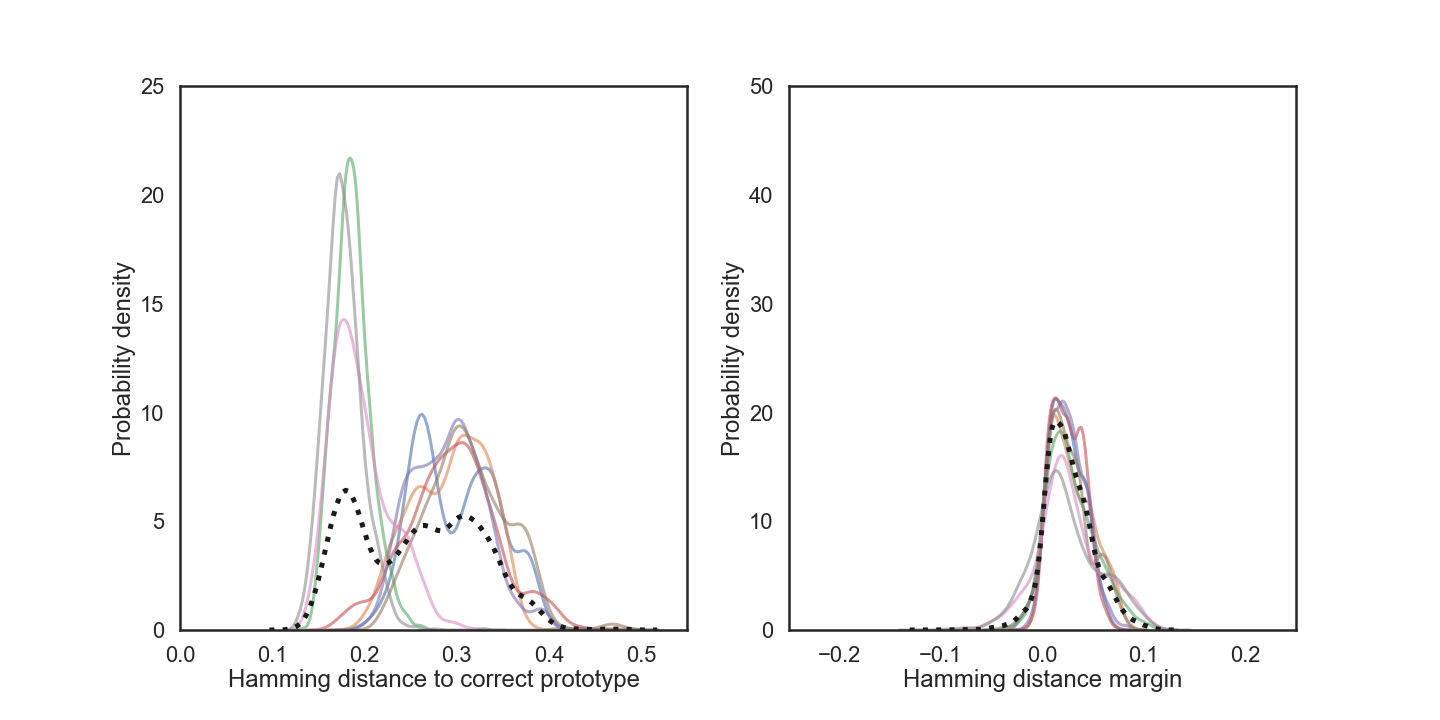 25
20
15
10
5
0
Probability density
0.0 0.1 0.2 0.3 0.4 0.5
Hamming distance to correct prototype
50
40
30
20
10
0
Probability density
−0.2 −0.1 0.0 0.1 0.2
Hamming distance margin